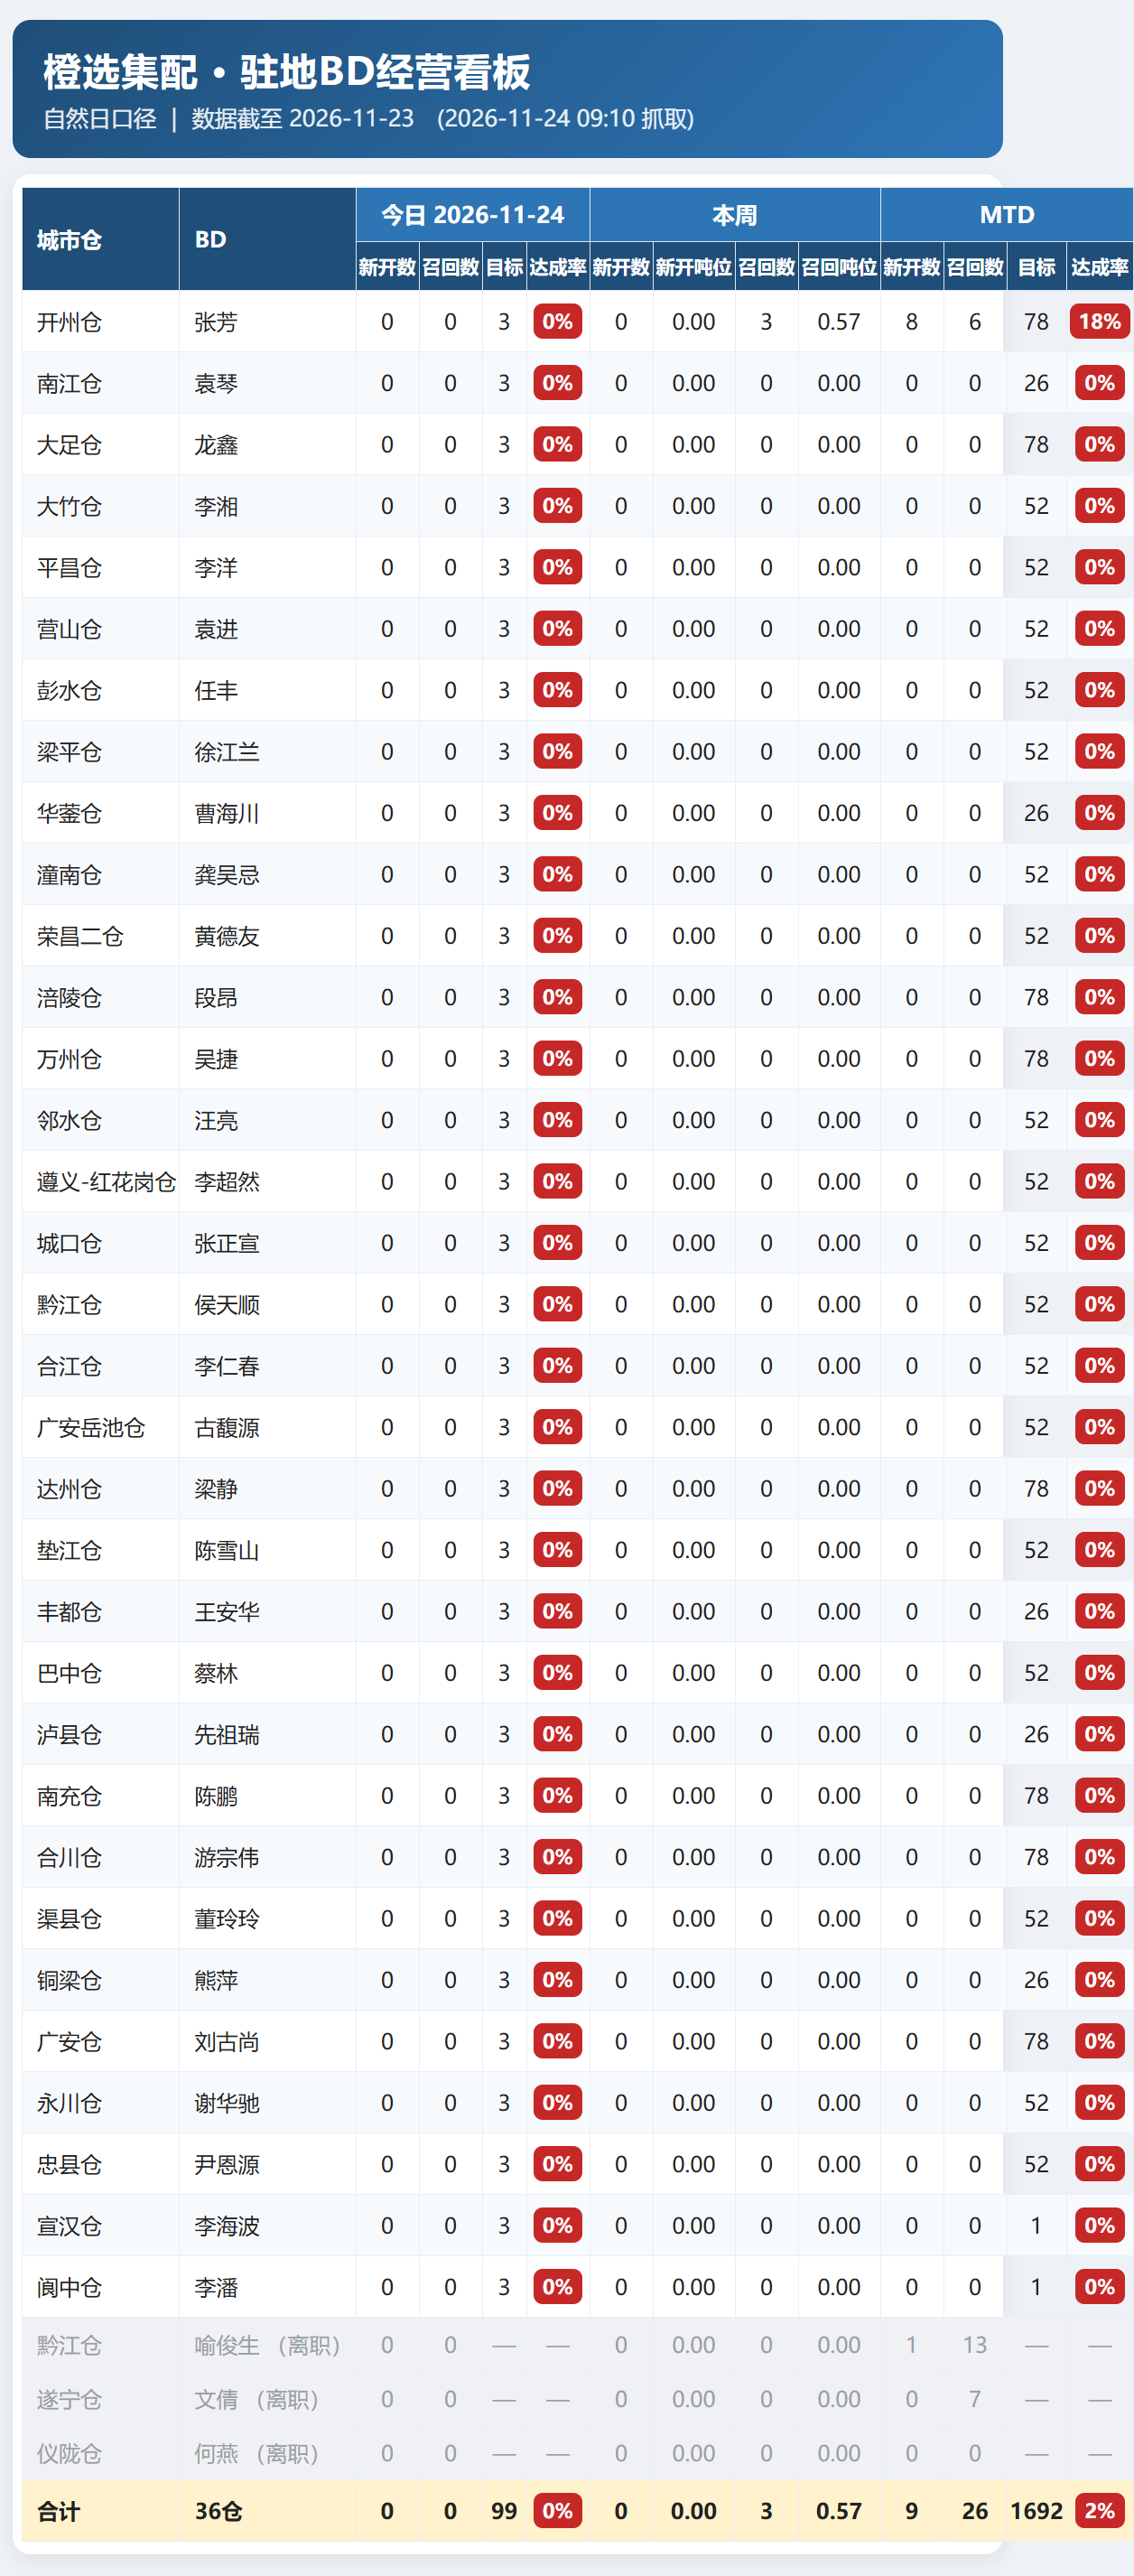 橙选集配 • 驻地BD经营看板
自然日口径 | 数据截至 2026-11-23 (2026-11-24 09:10 抓取)
城市仓 BD 今日 2026-11-24 本周 MTD
新开数 召回数 目标 达成率 新开数 新开吨位 召回数 召回吨位 新开数 召回数 目标 达成率
开州仓 张芳 0 0 3 0% 0 0.00 3 0.57 8 6 78 18%
南江仓 袁琴 0 0 3 0% 0 0.00 0 0.00 0 0 26 0%
大足仓 龙鑫 0 0 3 0% 0 0.00 0 0.00 0 0 78 0%
大竹仓 李湘 0 0 3 0% 0 0.00 0 0.00 0 0 52 0%
平昌仓 李洋 0 0 3 0% 0 0.00 0 0.00 0 0 52 0%
营山仓 袁进 0 0 3 0% 0 0.00 0 0.00 0 0 52 0%
彭水仓 任丰 0 0 3 0% 0 0.00 0 0.00 0 0 52 0%
梁平仓 徐江兰 0 0 3 0% 0 0.00 0 0.00 0 0 52 0%
华蓥仓 曹海川 0 0 3 0% 0 0.00 0 0.00 0 0 26 0%
潼南仓 龚吴忌 0 0 3 0% 0 0.00 0 0.00 0 0 52 0%
荣昌二仓 黄德友 0 0 3 0% 0 0.00 0 0.00 0 0 52 0%
涪陵仓 段昂 0 0 3 0% 0 0.00 0 0.00 0 0 78 0%
万州仓 吴捷 0 0 3 0% 0 0.00 0 0.00 0 0 78 0%
邻水仓 汪亮 0 0 3 0% 0 0.00 0 0.00 0 0 52 0%
遵义-红花岗仓 李超然 0 0 3 0% 0 0.00 0 0.00 0 0 52 0%
城口仓 张正宣 0 0 3 0% 0 0.00 0 0.00 0 0 52 0%
黔江仓 侯天顺 0 0 3 0% 0 0.00 0 0.00 0 0 52 0%
合江仓 李仁春 0 0 3 0% 0 0.00 0 0.00 0 0 52 0%
广安岳池仓 古馥源 0 0 3 0% 0 0.00 0 0.00 0 0 52 0%
达州仓 梁静 0 0 3 0% 0 0.00 0 0.00 0 0 78 0%
垫江仓 陈雪山 0 0 3 0% 0 0.00 0 0.00 0 0 52 0%
丰都仓 王安华 0 0 3 0% 0 0.00 0 0.00 0 0 26 0%
巴中仓 蔡林 0 0 3 0% 0 0.00 0 0.00 0 0 52 0%
泸县仓 先祖瑞 0 0 3 0% 0 0.00 0 0.00 0 0 26 0%
南充仓 陈鹏 0 0 3 0% 0 0.00 0 0.00 0 0 78 0%
合川仓 游宗伟 0 0 3 0% 0 0.00 0 0.00 0 0 78 0%
渠县仓 董玲玲 0 0 3 0% 0 0.00 0 0.00 0 0 52 0%
铜梁仓 熊萍 0 0 3 0% 0 0.00 0 0.00 0 0 26 0%
广安仓 刘古尚 0 0 3 0% 0 0.00 0 0.00 0 0 78 0%
永川仓 谢华驰 0 0 3 0% 0 0.00 0 0.00 0 0 52 0%
忠县仓 尹恩源 0 0 3 0% 0 0.00 0 0.00 0 0 52 0%
宣汉仓 李海波 0 0 3 0% 0 0.00 0 0.00 0 0 1 0%
阆中仓 李潘 0 0 3 0% 0 0.00 0 0.00 0 0 1 0%
黔江仓 喻俊生（离职） 0 0 — — 0 0.00 0 0.00 1 13 — —
遂宁仓 文倩（离职） 0 0 — — 0 0.00 0 0.00 0 7 — —
仪陇仓 何燕（离职） 0 0 — — 0 0.00 0 0.00 0 0 — —
合计 36仓 0 0 99 0% 0 0.00 3 0.57 9 26 1692 2%